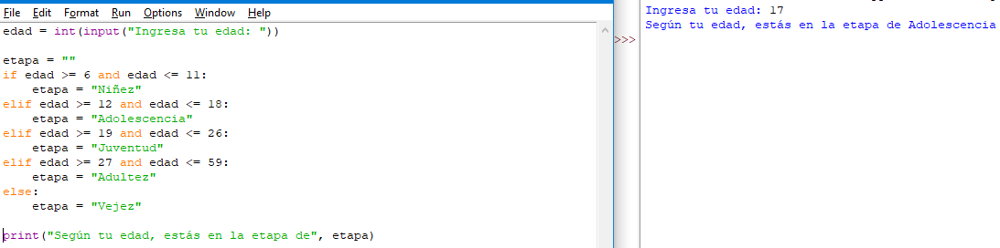 File Edit Format Run Options Window Help
edad = int(input("Ingresa tu edad: "))
etapa = ""
if edad >= 6 and edad <= 11:
    etapa = "Niñez"
elif edad >= 12 and edad <= 18:
    etapa = "Adolescencia"
elif edad >= 19 and edad <= 26:
    etapa = "Juventud"
elif edad >= 27 and edad <= 59:
    etapa = "Adultez"
else:
    etapa = "Vejez"
print("Según tu edad, estás en la etapa de", etapa)
Ingresa tu edad: 17
Según tu edad, estás en la etapa de Adolescencia
>>>